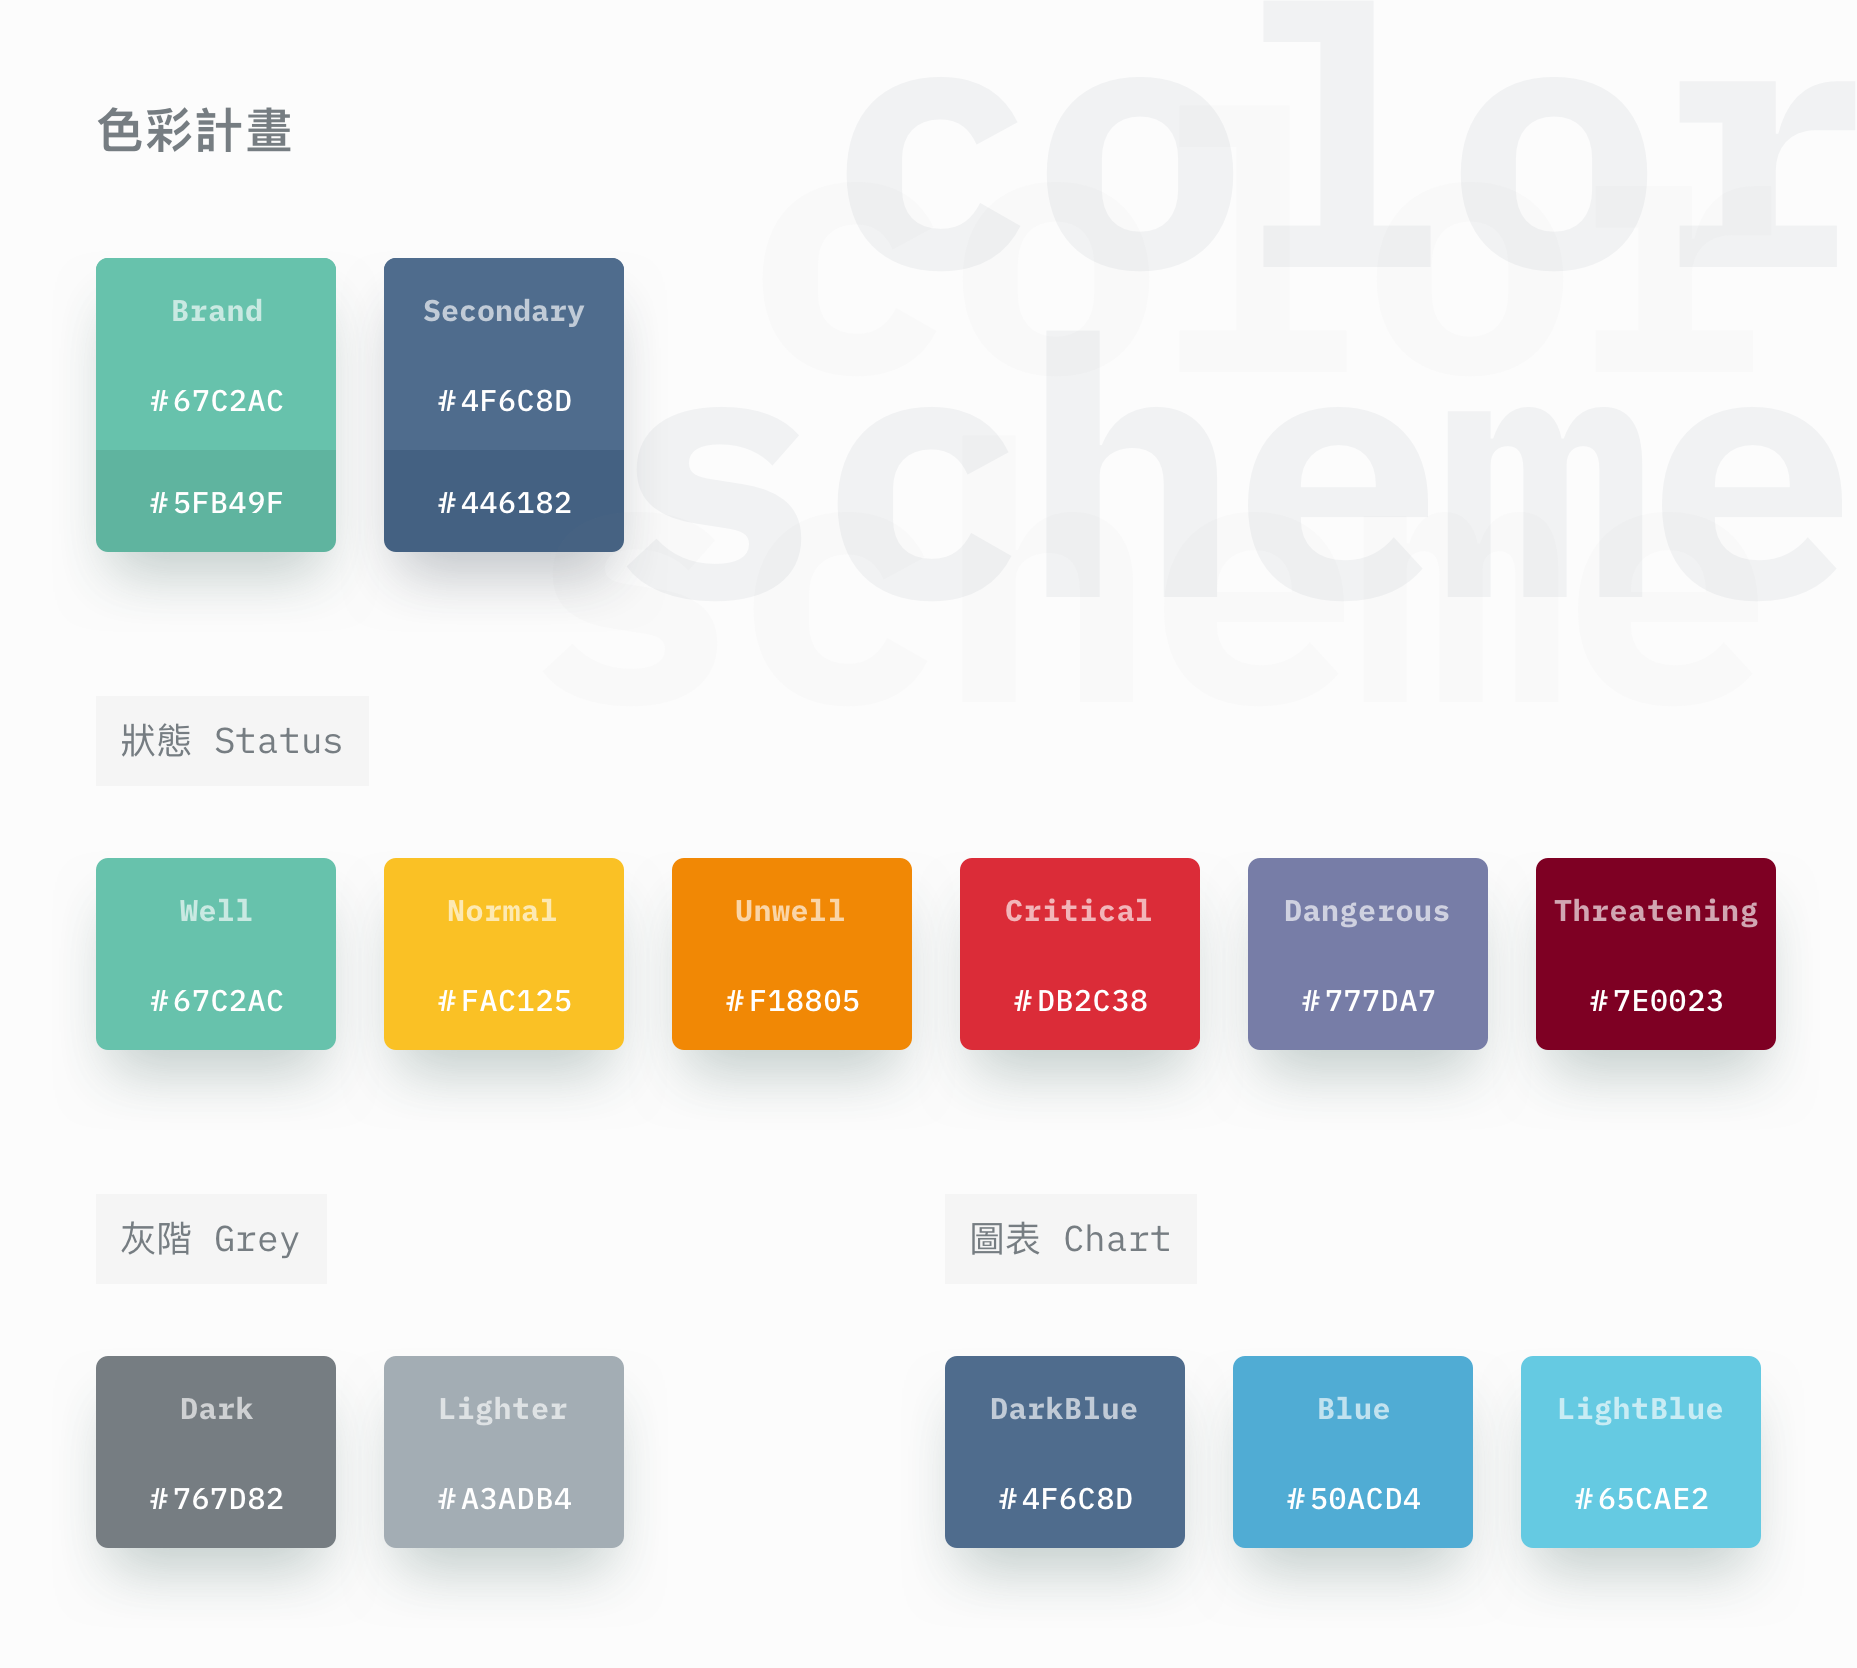 color
scheme
色彩計畫
color
scheme
Brand
#67C2AC
#5FB49F
Secondary
#4F6C8D
#446182
狀態 Status
Well
#67C2AC
Normal
#FAC125
Unwell
#F18805
Critical
#DB2C38
Dangerous
#777DA7
Threatening
#7E0023
灰階 Grey
Dark
#767D82
Lighter
#A3ADB4
圖表 Chart
DarkBlue
#4F6C8D
Blue
#50ACD4
LightBlue
#65CAE2